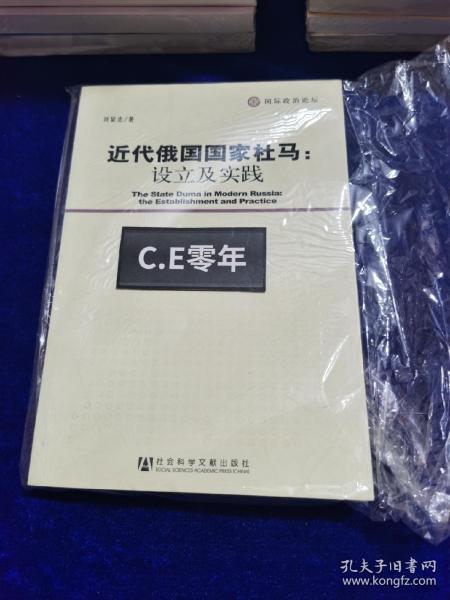 国际政治论坛
刘显忠/著
近代俄国国家杜马：
设立及实践
The State Duma in Modern Russia:
the Establishment and Practice
C.E零年
社会科学文献出版社
SOCIAL SCIENCES ACADEMIC PRESS (CHINA)
孔夫子旧书网
www.kongfz.com